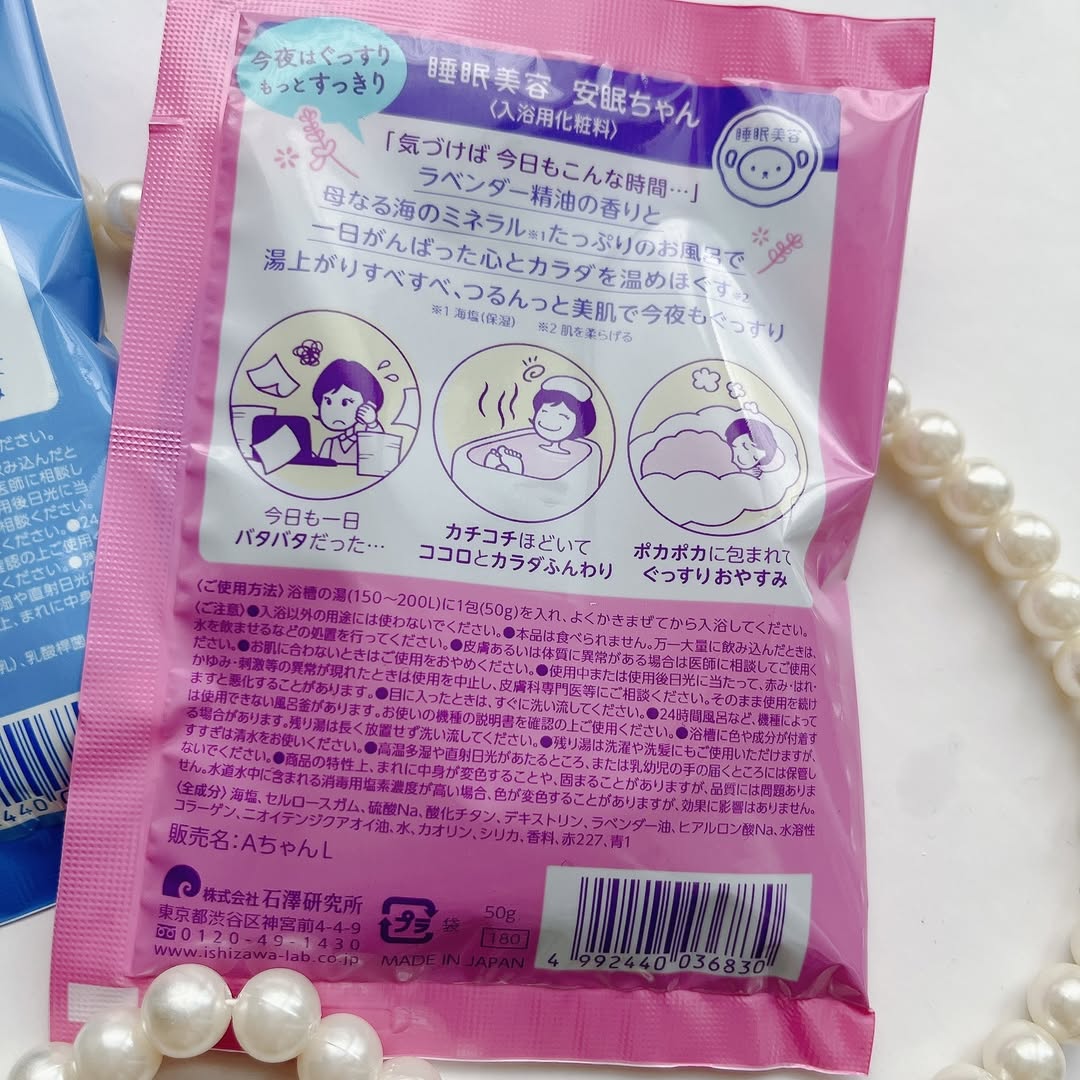 今夜はぐっすり
もっとすっきり
睡眠美容 安眠ちゃん
〈入浴用化粧料〉
睡眠美容
「気づけば 今日もこんな時間…」
ラベンダー精油の香りと
母なる海のミネラル※1たっぷりのお風呂で
一日がんばった心とカラダを温めほぐす※2
湯上がりすべすべ、つるんっと美肌で今夜もぐっすり
※1 海塩(保湿) ※2 肌を柔らげる
今日も一日
バタバタだった…
カチコチほどいて
ココロとカラダふんわり
ポカポカに包まれて
ぐっすりおやすみ
〈ご使用方法〉浴槽の湯(150～200L)に1包(50g)を入れ、よくかきまぜてから入浴してください。
〈ご注意〉●入浴以外の用途には使わないでください。●本品は食べられません。万一大量に飲み込んだときは、
水を飲ませるなどの処置を行ってください。●皮膚あるいは体質に異常がある場合は医師に相談してご使用く
ださい。●お肌に合わないときはご使用をおやめください。●使用中または使用後日光に当たって、赤み・はれ・
かゆみ・刺激等の異常が現れたときは使用を中止し、皮膚科専門医等にご相談ください。そのまま使用を続け
ますと悪化することがあります。●目に入ったときは、すぐに洗い流してください。●24時間風呂など、機種によって
は使用できない風呂釜があります。お使いの機種の説明書を確認の上ご使用ください。●浴槽に色や成分が付着す
る場合があります。残り湯は長く放置せず洗い流してください。●残り湯は洗濯や洗髪にもご使用いただけますが、
すすぎは清水をお使いください。●高温多湿や直射日光があたるところ、または乳幼児の手の届くところには保管し
ないでください。●商品の特性上、まれに中身が変色することや、固まることがありますが、品質には問題ありま
せん。水道水中に含まれる消毒用塩素濃度が高い場合、色が変色することがありますが、効果に影響はありません。
〈全成分〉海塩、セルロースガム、硫酸Na、酸化チタン、デキストリン、ラベンダー油、ヒアルロン酸Na、水溶性
コラーゲン、ニオイテンジクアオイ油、水、カオリン、シリカ、香料、赤227、青1
販売名：AちゃんL
株式会社 石澤研究所
東京都渋谷区神宮前4-4-9
0120-49-1430
www.ishizawa-lab.co.jp
プラ 袋
50g
180
MADE IN JAPAN
4 992440 036830
ださい。
飲み込んだと
医師に相談し
用後日光に当
相談ください。
ください。●24
認の上ご使用
ください。●残
湿や直射日光
上、まれに中身
乳)、乳酸桿菌